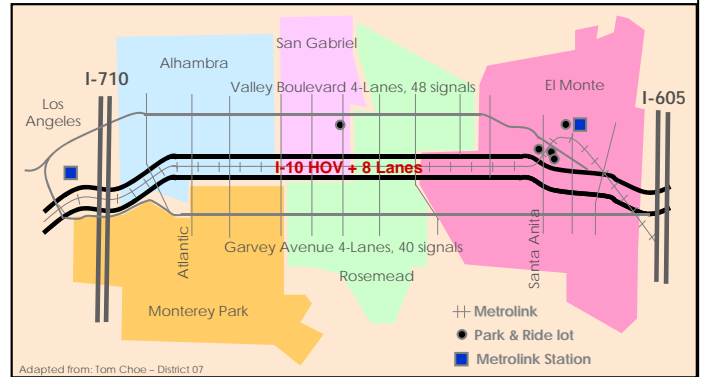 San Gabriel
Alhambra
I-710
Valley Boulevard 4-Lanes, 48 signals
El Monte
I-605
Los
Angeles
I-10 HOV + 8 Lanes
Atlantic
Garvey Avenue 4-Lanes, 40 signals
Santa Anita
Rosemead
Monterey Park
Metrolink
Park & Ride lot
Metrolink Station
Adapted from: Tom Choe – District 07